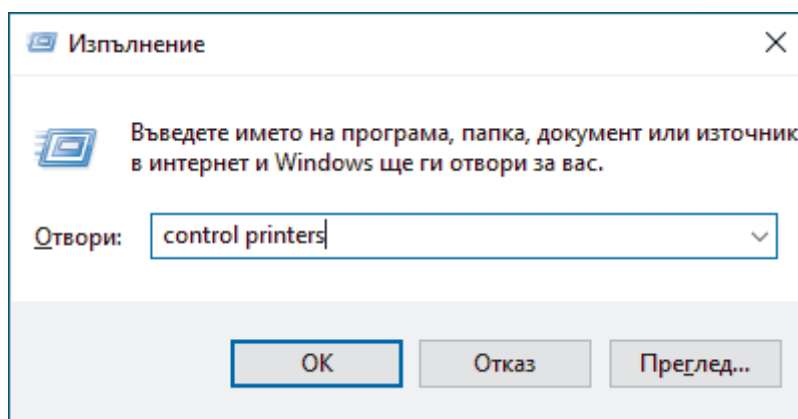 Изпълнение
Въведете името на програма, папка, документ или източник
в интернет и Windows ще ги отвори за вас.
Отвори: control printers
OK Отказ Преглед...